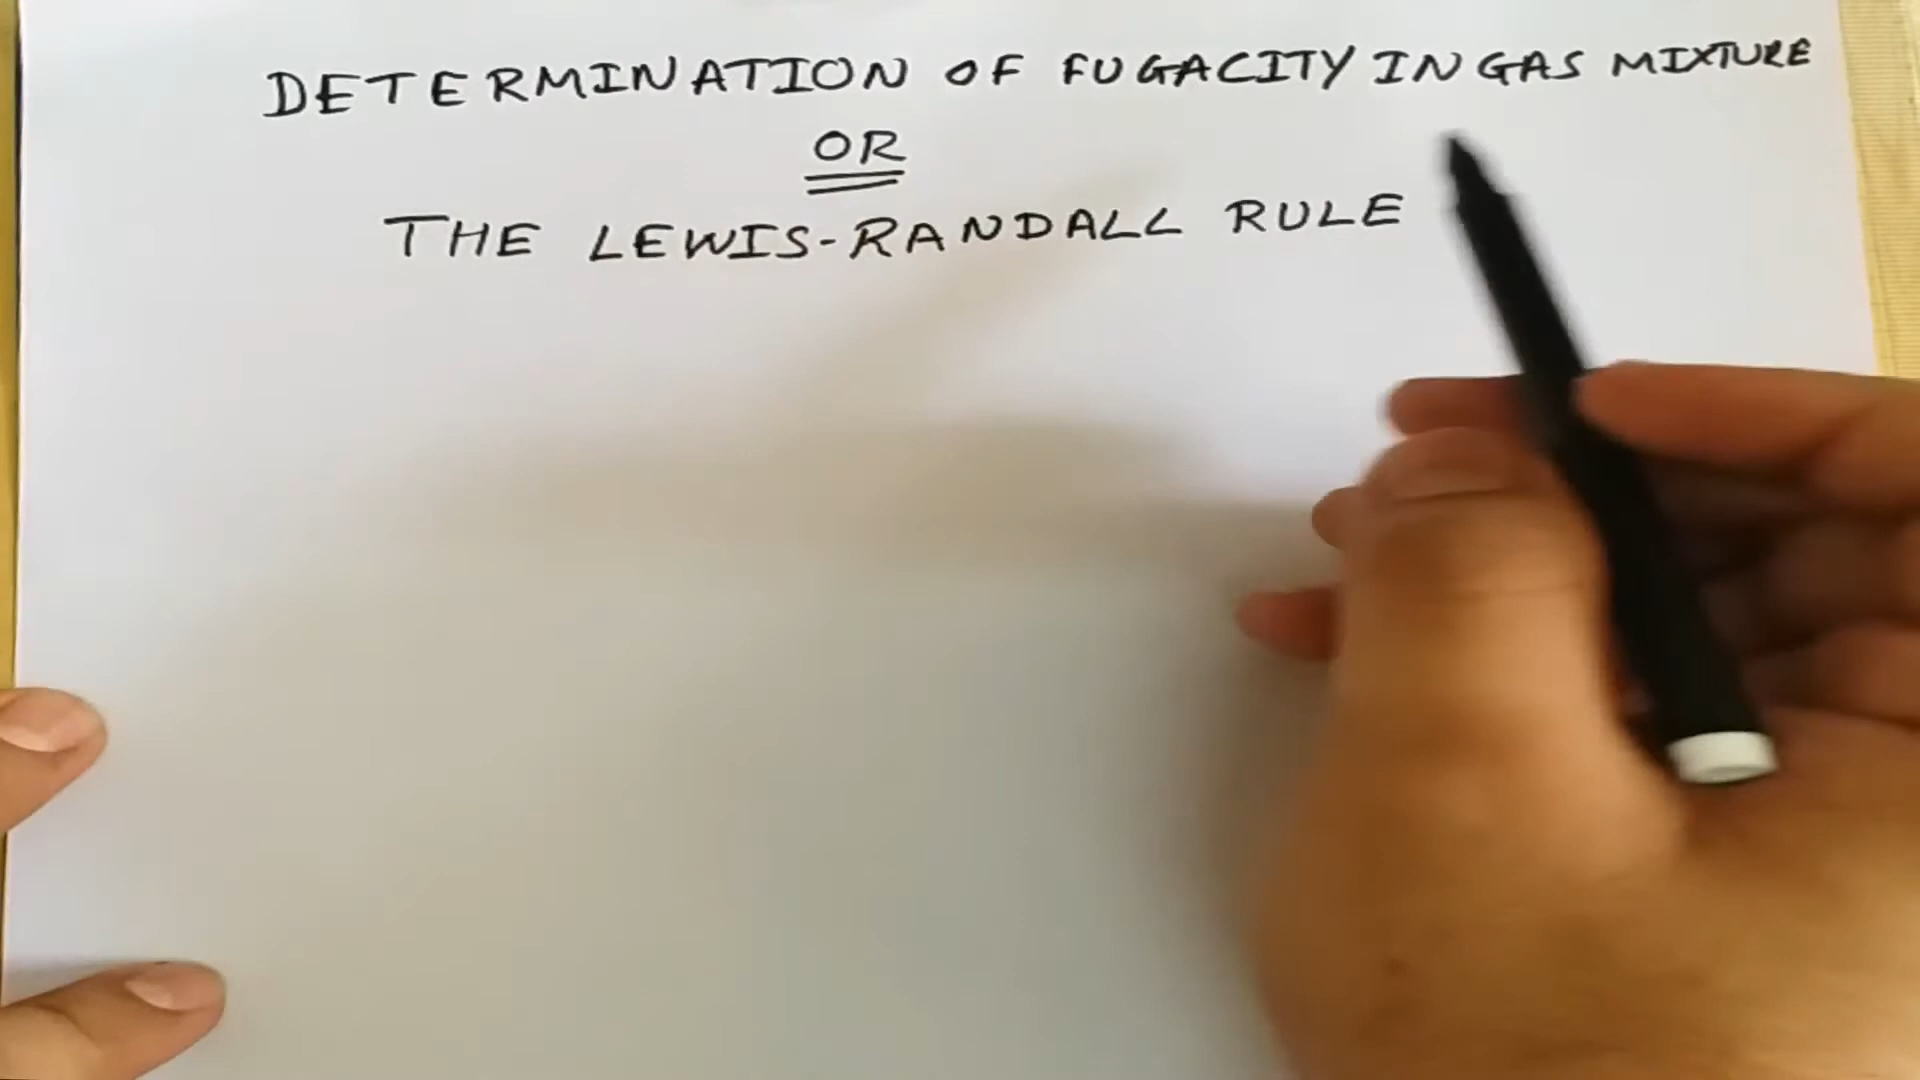 DETERMINATION OF FUGACITY IN GAS MIXTURE
OR
THE LEWIS-RANDALL RULE